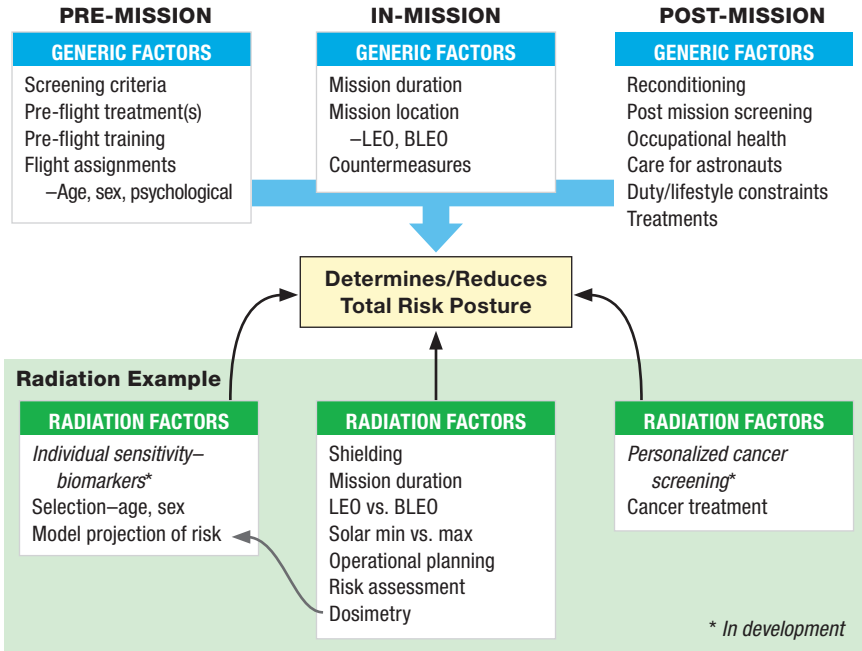 PRE-MISSION
GENERIC FACTORS
Screening criteria
Pre-flight treatment(s)
Pre-flight training
Flight assignments
–Age, sex, psychological
IN-MISSION
GENERIC FACTORS
Mission duration
Mission location
–LEO, BLEO
Countermeasures
POST-MISSION
GENERIC FACTORS
Reconditioning
Post mission screening
Occupational health
Care for astronauts
Duty/lifestyle constraints
Treatments
Determines/Reduces
Total Risk Posture
Radiation Example
RADIATION FACTORS
Individual sensitivity–
biomarkers*
Selection–age, sex
Model projection of risk
RADIATION FACTORS
Shielding
Mission duration
LEO vs. BLEO
Solar min vs. max
Operational planning
Risk assessment
Dosimetry
RADIATION FACTORS
Personalized cancer
screening*
Cancer treatment
* In development